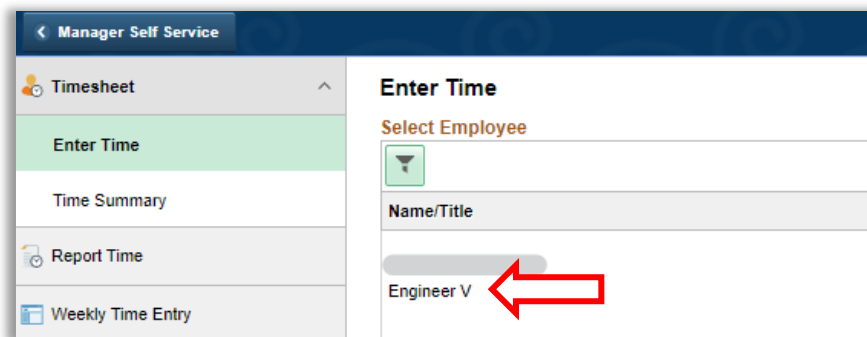 Manager Self Service
Timesheet
Enter Time
Time Summary
Report Time
Weekly Time Entry
Enter Time
Select Employee
Name/Title
Engineer V